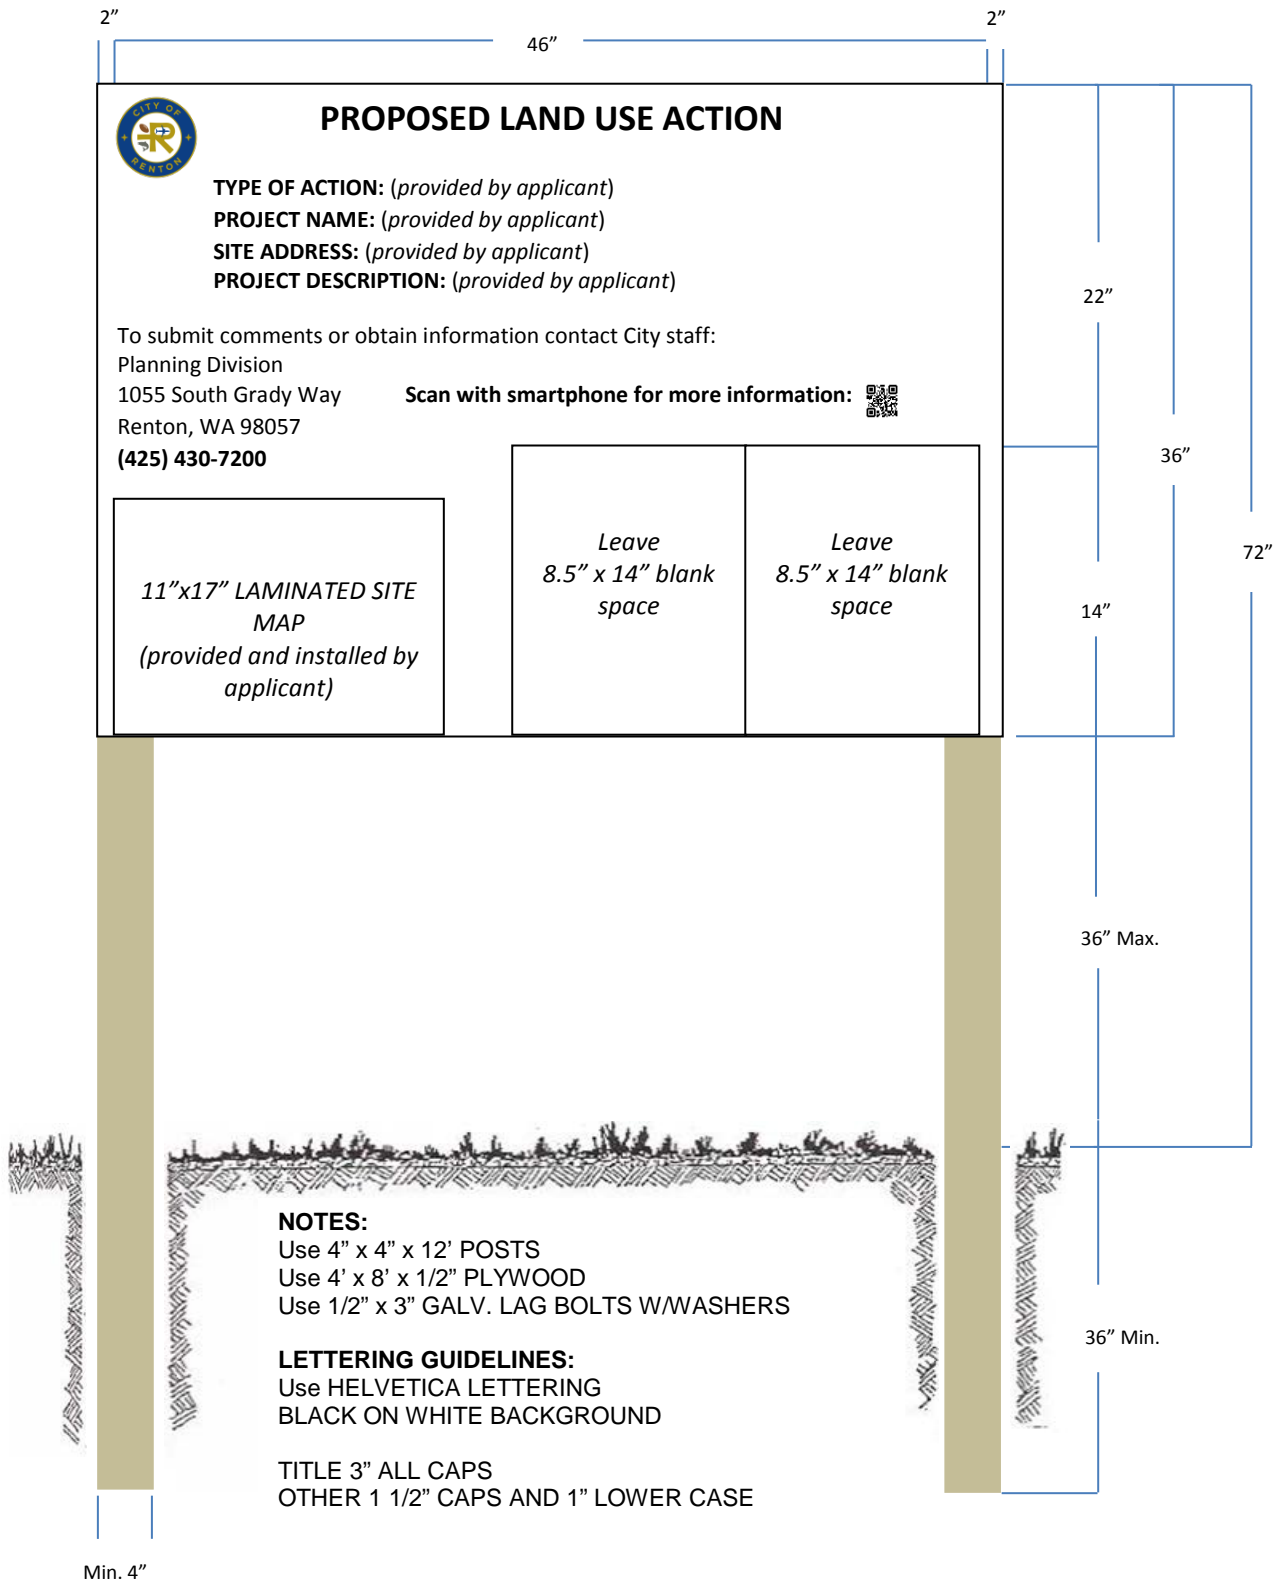 2”
2”
46”
CITY OF
RENTON
R
PROPOSED LAND USE ACTION
TYPE OF ACTION: (provided by applicant)
PROJECT NAME: (provided by applicant)
SITE ADDRESS: (provided by applicant)
PROJECT DESCRIPTION: (provided by applicant)
22”
To submit comments or obtain information contact City staff:
Planning Division
1055 South Grady Way
Scan with smartphone for more information:
Renton, WA 98057
(425) 430-7200
36”
72”
11”x17” LAMINATED SITE
MAP
(provided and installed by
applicant)
Leave
8.5” x 14” blank
space
Leave
8.5” x 14” blank
space
14”
36” Max.
NOTES:
Use 4” x 4” x 12’ POSTS
Use 4’ x 8’ x 1/2” PLYWOOD
Use 1/2” x 3” GALV. LAG BOLTS W/WASHERS
36” Min.
LETTERING GUIDELINES:
Use HELVETICA LETTERING
BLACK ON WHITE BACKGROUND
TITLE 3” ALL CAPS
OTHER 1 1/2” CAPS AND 1” LOWER CASE
Min. 4”